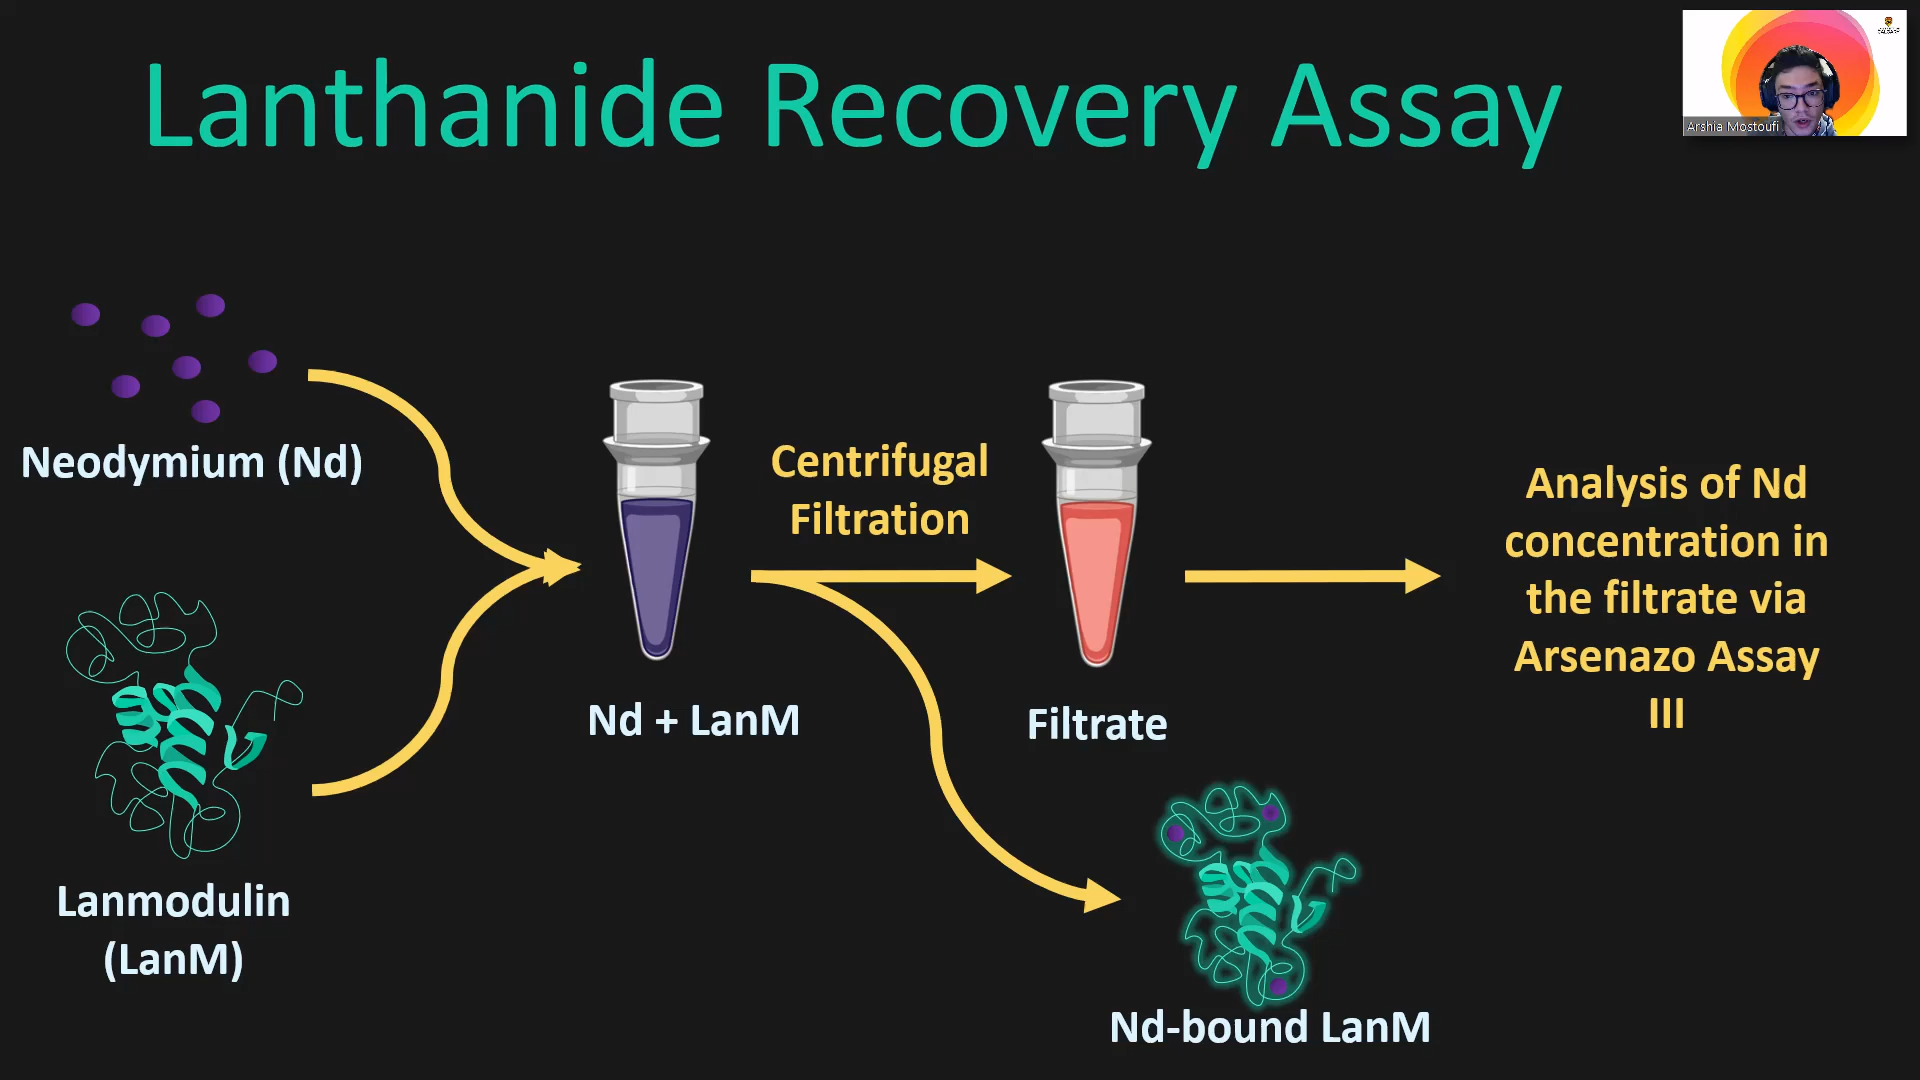 Lanthanide Recovery Assay
Arshia Mostoufi
Neodymium (Nd)
Lanmodulin
(LanM)
Nd + LanM
Centrifugal
Filtration
Filtrate
Nd-bound LanM
Analysis of Nd
concentration in
the filtrate via
Arsenazo Assay
III